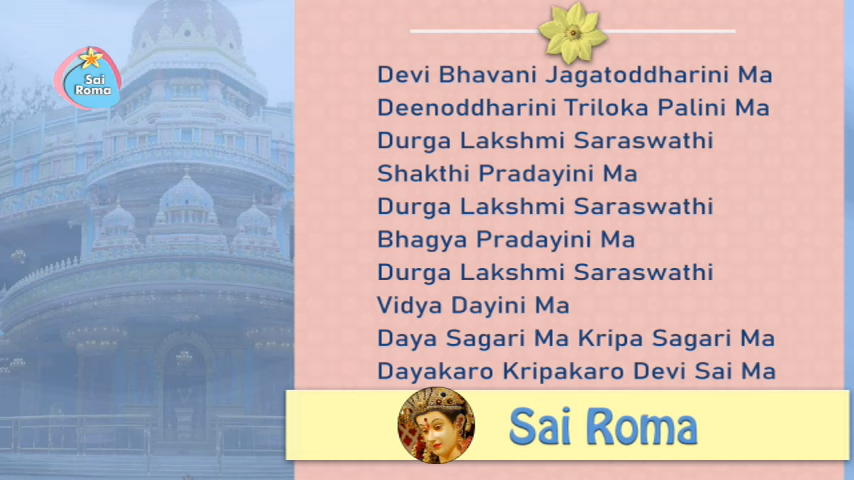 Sai
Roma
Devi Bhavani Jagatoddharini Ma
Deenoddharini Triloka Palini Ma
Durga Lakshmi Saraswathi
Shakthi Pradayini Ma
Durga Lakshmi Saraswathi
Bhagya Pradayini Ma
Durga Lakshmi Saraswathi
Vidya Dayini Ma
Daya Sagari Ma Kripa Sagari Ma
Dayakaro Kripakaro Devi Sai Ma
Sai Roma